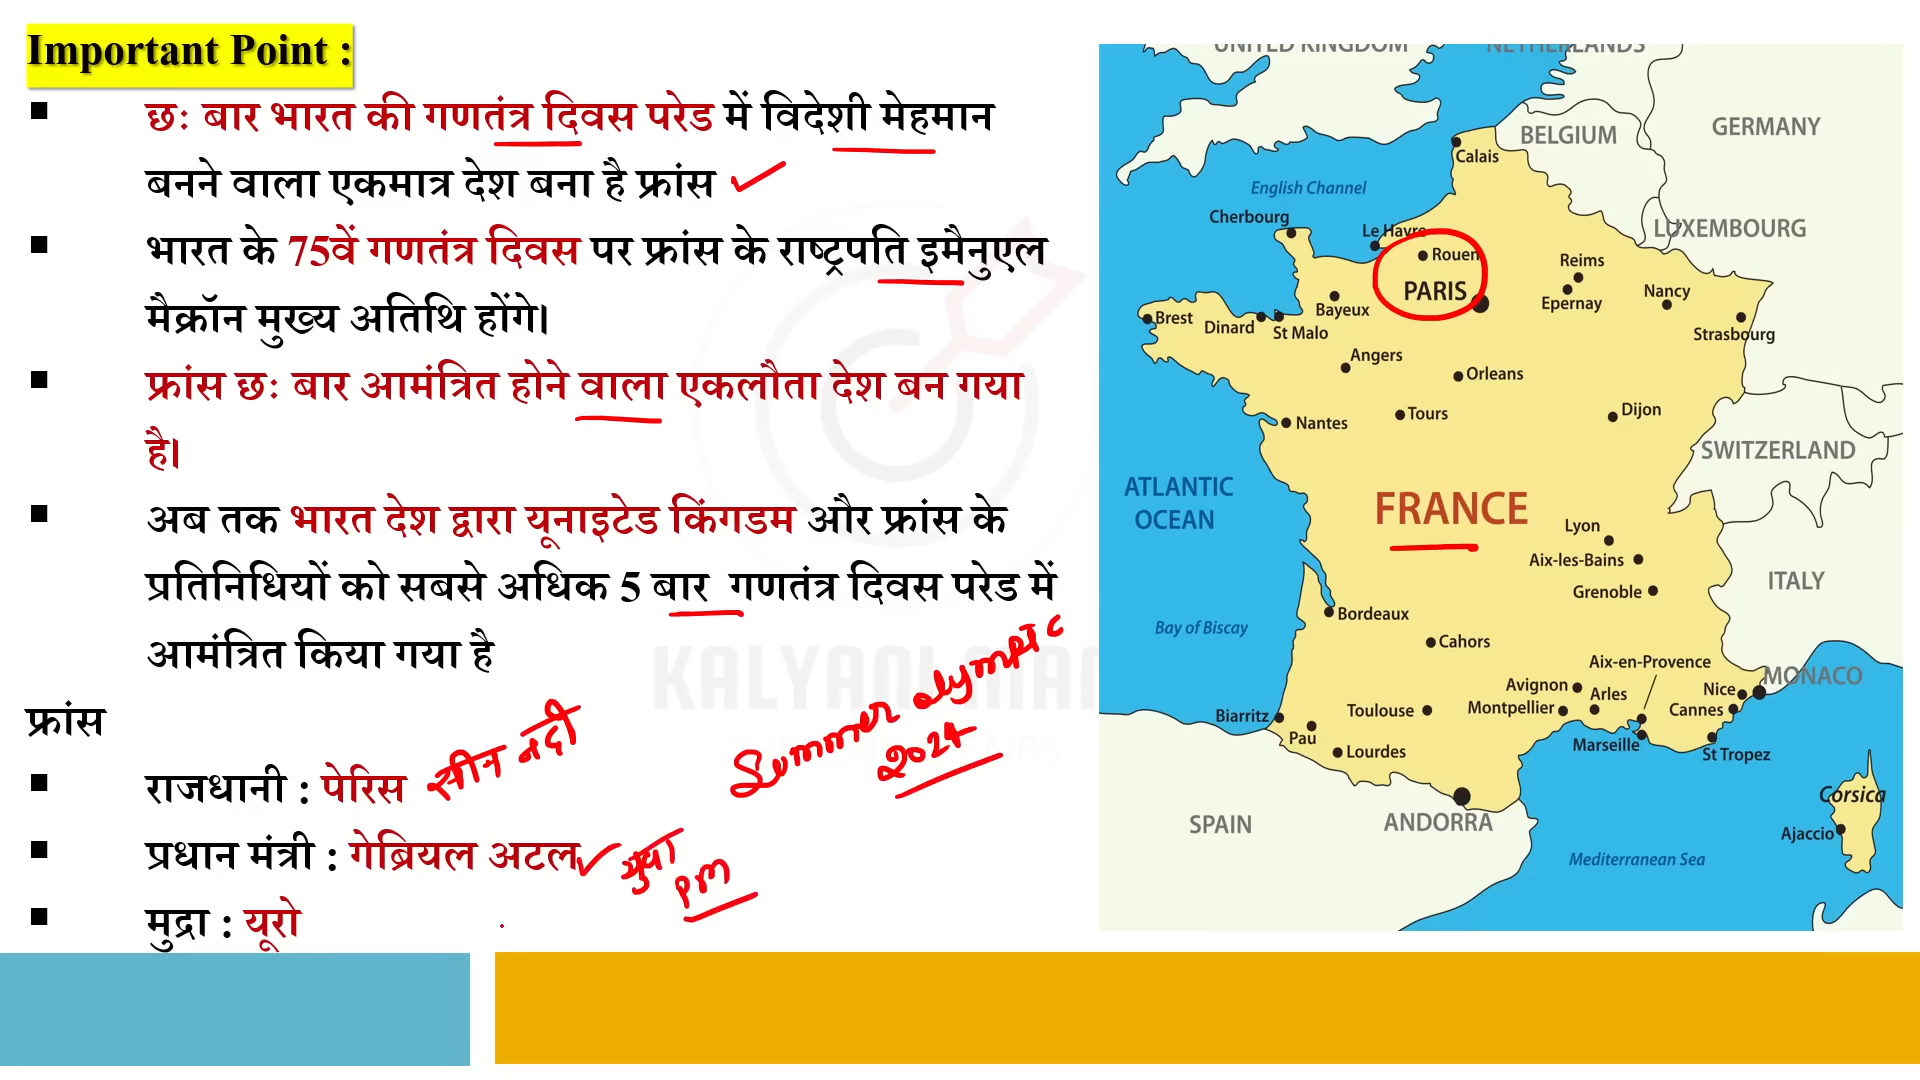 Important Point :
छः बार भारत की गणतंत्र दिवस परेड में विदेशी मेहमान
बनने वाला एकमात्र देश बना है फ्रांस
भारत के 75वें गणतंत्र दिवस पर फ्रांस के राष्ट्रपति इमैनुएल
मैक्रॉन मुख्य अतिथि होंगे।
फ्रांस छः बार आमंत्रित होने वाला एकलौता देश बन गया
है।
अब तक भारत देश द्वारा यूनाइटेड किंगडम और फ्रांस के
प्रतिनिधियों को सबसे अधिक 5 बार गणतंत्र दिवस परेड में
आमंत्रित किया गया है
फ्रांस
राजधानी : पेरिस
सीन नदी
Summer olympic
2024
प्रधान मंत्री : गेब्रियल अटल
युवा
PM
मुद्रा : यूरो
UNITED KINGDOM
NETHERLANDS
BELGIUM
GERMANY
Calais
English Channel
Cherbourg
Le Havre
LUXEMBOURG
Rouen
Reims
PARIS
Epernay
Nancy
Bayeux
Brest
Dinard
St Malo
Strasbourg
Angers
Orleans
Tours
Dijon
Nantes
SWITZERLAND
ATLANTIC
OCEAN
FRANCE
Lyon
Aix-les-Bains
ITALY
Grenoble
Bordeaux
Bay of Biscay
Cahors
Aix-en-Provence
MONACO
Avignon
Arles
Nice
Montpellier
Cannes
Biarritz
Toulouse
Pau
Marseille
Lourdes
St Tropez
Corsica
SPAIN
ANDORRA
Ajaccio
Mediterranean Sea